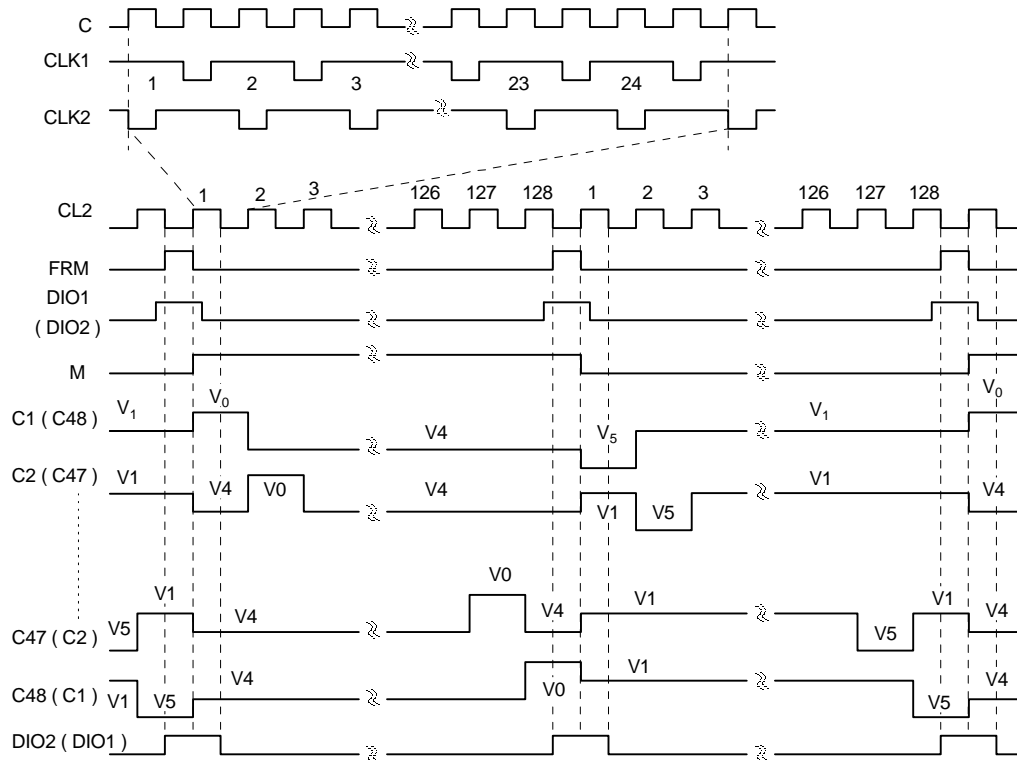 C
CLK1
1 2 3 23 24
CLK2
1 2 3 126 127 128 1 2 3 126 127 128
CL2
FRM
DIO1
( DIO2 )
M
C1 ( C48 ) V1 V0 V4 V5 V1 V0
C2 ( C47 ) V1 V4 V0 V4 V1 V5 V1 V4
V0
V1 V4 V1 V1 V4
C47 ( C2 ) V5 V4 V5
C48 ( C1 ) V1 V5 V4 V0 V1 V5 V4
DIO2 ( DIO1 )